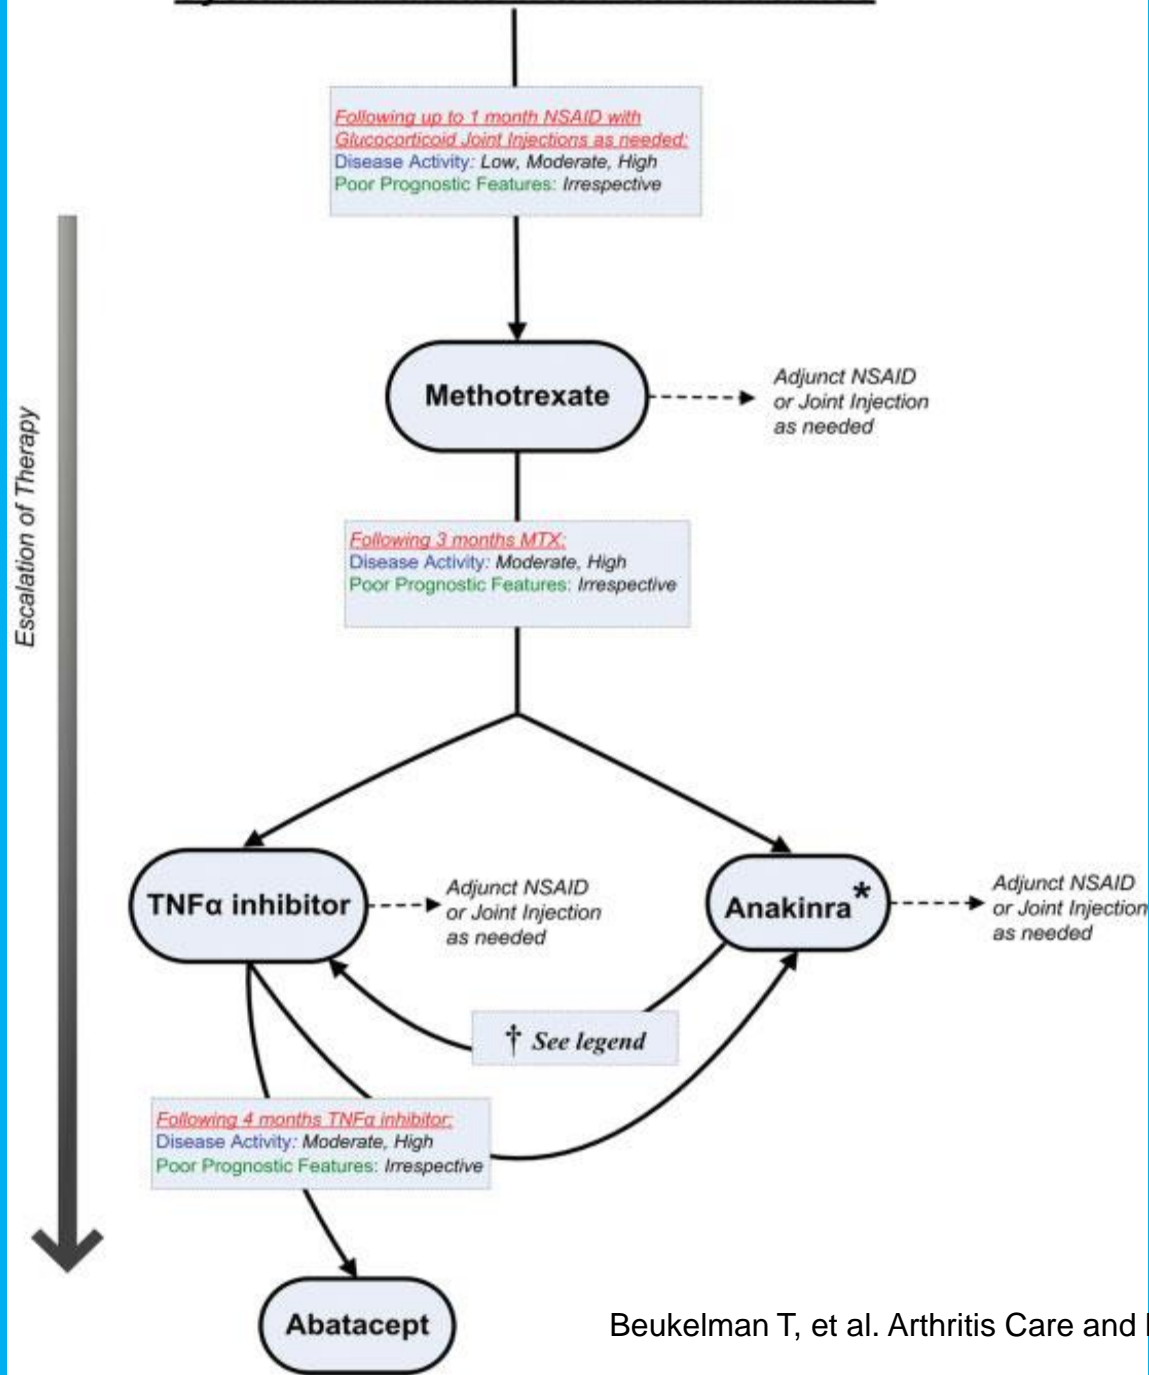 Following up to 1 month NSAID with
Glucocorticoid Joint Injections as needed:
Disease Activity: Low, Moderate, High
Poor Prognostic Features: Irrespective
Methotrexate
Adjunct NSAID
or Joint Injection
as needed
Escalation of Therapy
Following 3 months MTX:
Disease Activity: Moderate, High
Poor Prognostic Features: Irrespective
TNFα inhibitor
Adjunct NSAID
or Joint Injection
as needed
Anakinra*
Adjunct NSAID
or Joint Injection
as needed
† See legend
Following 4 months TNFα inhibitor:
Disease Activity: Moderate, High
Poor Prognostic Features: Irrespective
Abatacept
Beukelman T, et al. Arthritis Care and